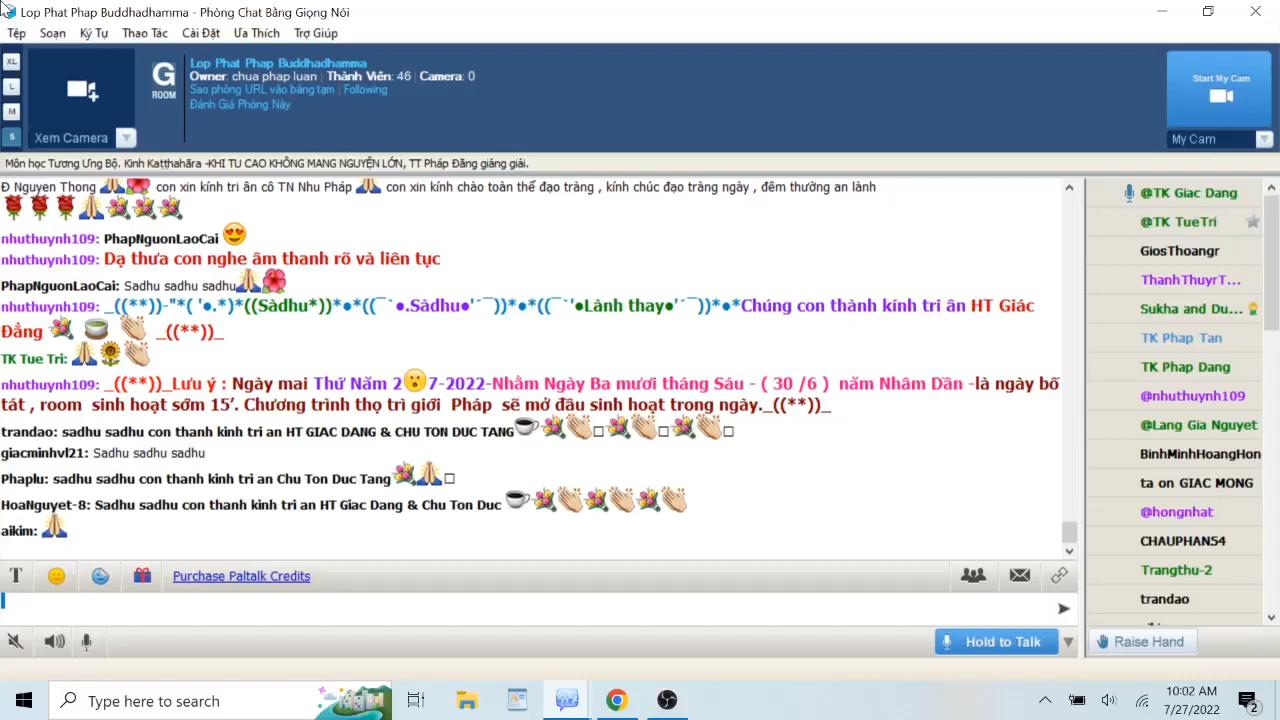 Lop Phat Phap Buddhadhamma - Phòng Chat Bằng Giọng Nói
Tệp Soạn Ký Tự Thao Tác Cài Đặt Ưa Thích Trợ Giúp
XL
L
M
S
Xem Camera
G
ROOM
Lop Phat Phap Buddhadhamma
Owner: chua phap luan | Thành Viên: 46 | Camera: 0
Sao phòng URL vào bảng tạm | Following
Đánh Giá Phòng Này
Start My Cam
My Cam
Môn học Tương Ưng Bộ. Kinh Kaṭṭhahāra -KHI TU CAO KHÔNG MANG NGUYỆN LỚN, TT Pháp Đăng giảng giải.
Đ Nguyen Thong 🙏🌺 con xin kính tri ân cô TN Nhu Pháp 🙏 con xin kính chào toàn thể đạo tràng , kính chúc đạo tràng ngày , đêm thường an lành
🌹🌹🌹🙏💐💐💐
nhuthuynh109: PhapNguonLaoCai 😍
nhuthuynh109: Dạ thưa con nghe âm thanh rõ và liên tục
PhapNguonLaoCai: Sadhu sadhu sadhu🙏🌺
nhuthuynh109: _((**))-"*( '●.*)*((Sàdhu*))*●*((¯`●.Sàdhu●'´¯))*●*((¯`'●Lành thay●'´¯))*●*Chúng con thành kính tri ân HT Giác
Đẳng 💐 🍵 👏 _((**))_
TK Tue Tri: 🙏🌻👏
nhuthuynh109: _((**))_Lưu ý : Ngày mai Thứ Năm 2😮7-2022-Nhằm Ngày Ba mươi tháng Sáu - ( 30 /6 ) năm Nhâm Dần -là ngày bố
tát , room sinh hoạt sớm 15’. Chương trình thọ trì giới Pháp sẽ mở đầu sinh hoạt trong ngày._((**))_
trandao: sadhu sadhu con thanh kinh tri an HT GIAC DANG & CHU TON DUC TANG☕💐👏□💐👏□💐👏□
giacminhvl21: Sadhu sadhu sadhu
Phaplu: sadhu sadhu con thanh kinh tri an Chu Ton Duc Tang💐🙏□
HoaNguyet-8: Sadhu sadhu con thanh kinh tri an HT Giac Dang & Chu Ton Duc ☕💐👏💐👏💐👏
aikim: 🙏
@TK Giac Dang
@TK TueTri
GiosThoangr
ThanhThuyrT...
Sukha and Du...
TK Phap Tan
TK Phap Dang
@nhuthuynh109
@Lang Gia Nguyet
BinhMinhHoangHon
ta on GIAC MONG
@hongnhat
CHAUPHAN54
Trangthu-2
trandao
T Purchase Paltalk Credits
Hold to Talk
Raise Hand
Type here to search
10:02 AM
7/27/2022
2